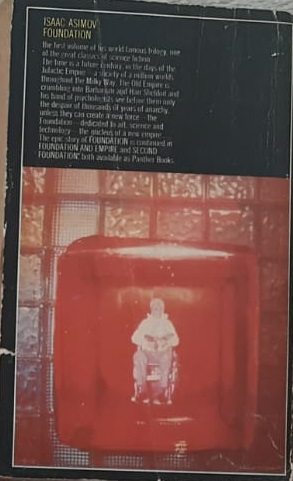 ISAAC ASIMOV
FOUNDATION
The first volume of his world famous trilogy, one
of the great classics of science fiction
The time is a future century, in the days of the
Galactic Empire – a society of a million worlds
throughout the Milky Way. The Old Empire is
crumbling into Barbarism and Hari Sheldon and
his band of psychologists see before them only
the despair of thousands of years of anarchy,
unless they can create a new force – the
Foundation – dedicated to art, science and
technology – the nucleus of a new empire
The epic story of FOUNDATION is continued in
FOUNDATION AND EMPIRE and SECOND
FOUNDATION both available as Panther Books